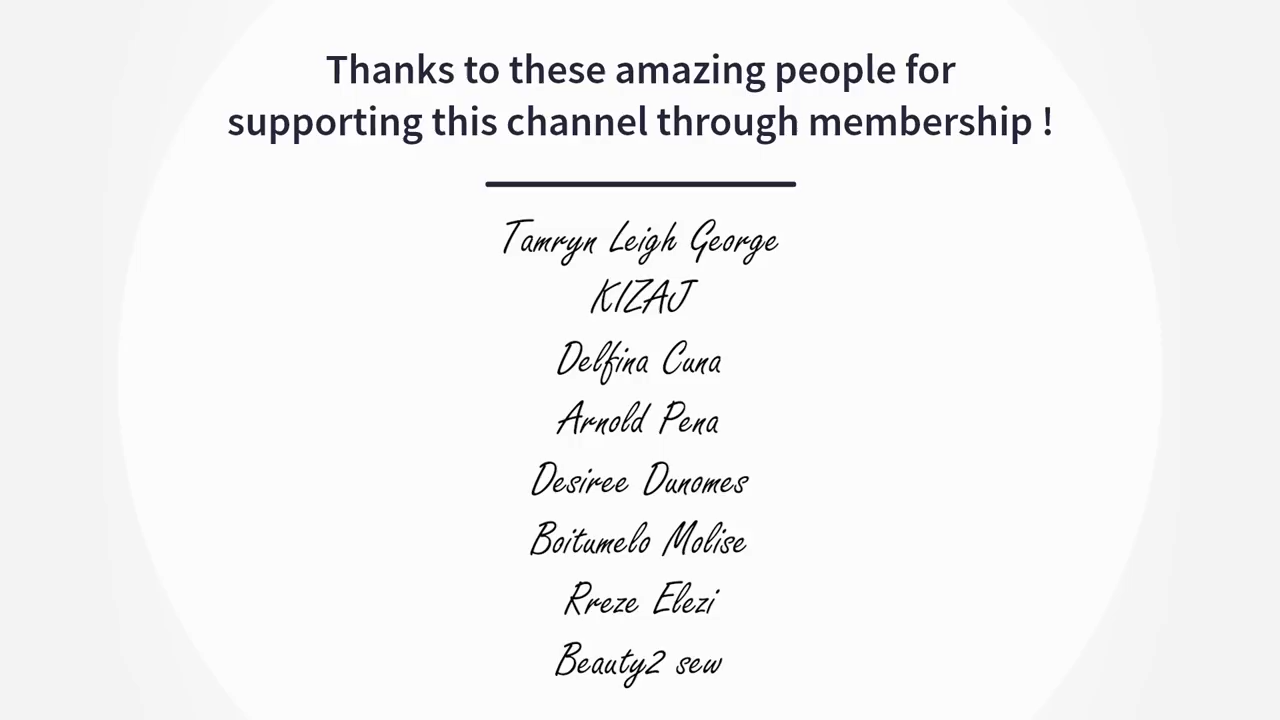 Thanks to these amazing people for
supporting this channel through membership !
Tamryn Leigh George
KIZAJ
Delfina Cuna
Arnold Pena
Desiree Dunomes
Boitumelo Molise
Rreze Elezi
Beauty2 sew